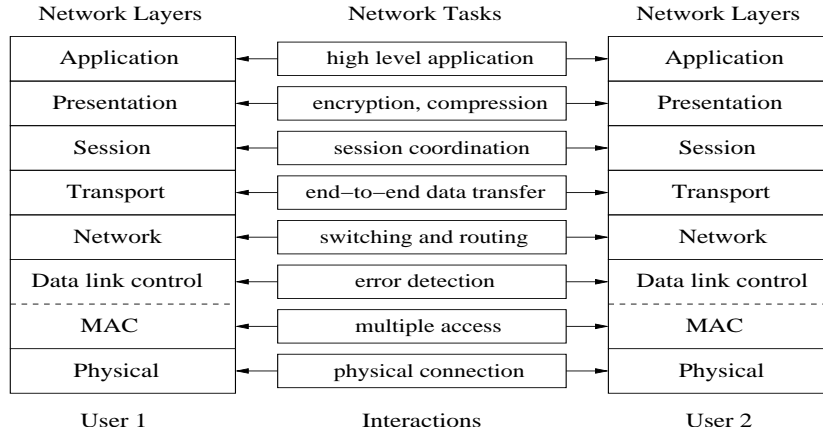 Network Layers Network Tasks Network Layers
Application high level application Application
Presentation encryption, compression Presentation
Session session coordination Session
Transport end−to−end data transfer Transport
Network switching and routing Network
Data link control error detection Data link control
MAC multiple access MAC
Physical physical connection Physical
User 1 Interactions User 2